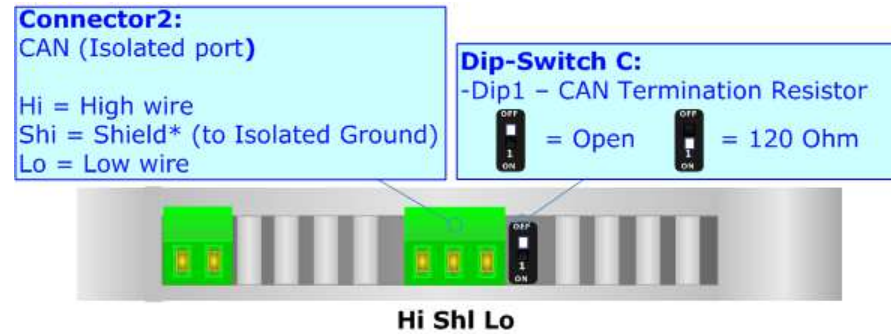 Connector2:
CAN (Isolated port)
Hi = High wire
Shi = Shield* (to Isolated Ground)
Lo = Low wire
Dip-Switch C:
-Dip1 – CAN Termination Resistor
OFF
1
ON
= Open
OFF
1
ON
= 120 Ohm
OFF
1
ON
Hi Shl Lo